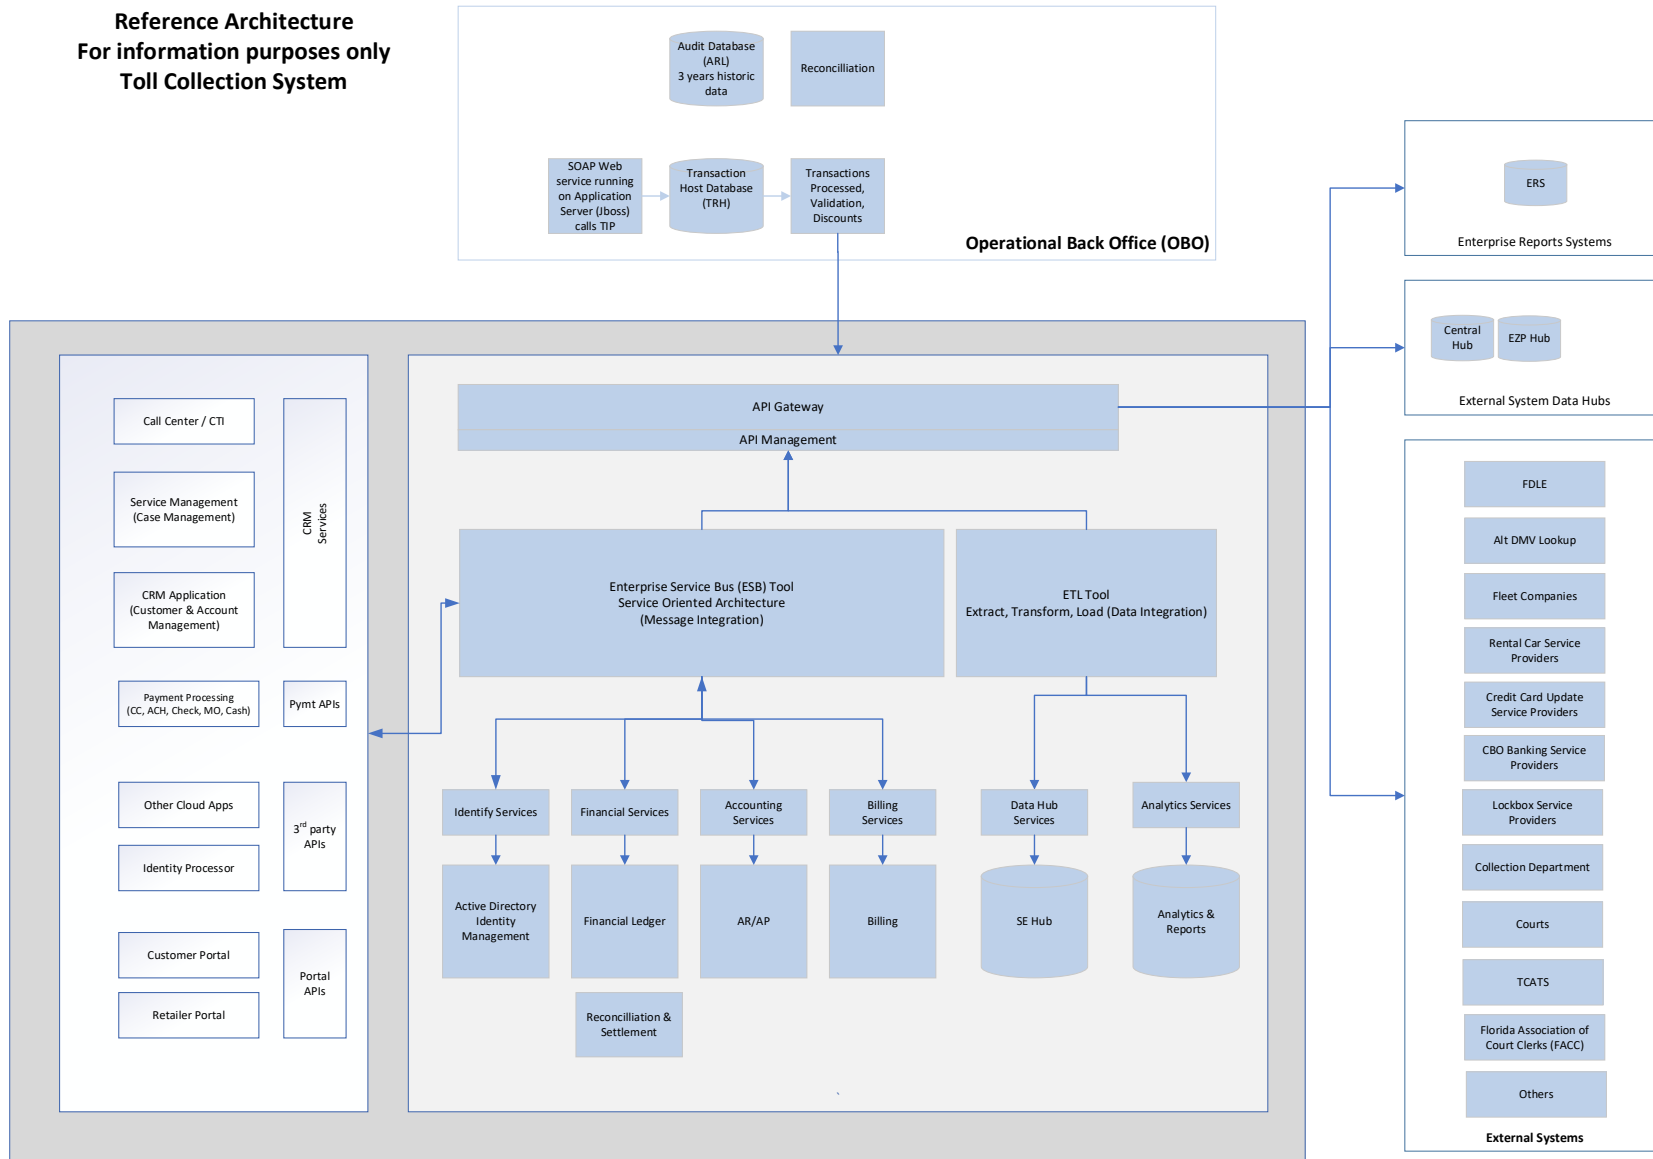 Reference Architecture
For information purposes only
Toll Collection System
Audit Database
(ARL)
3 years historic
data
Reconcilliation
SOAP Web
service running
on Application
Server (Jboss)
calls TIP
Transaction
Host Database
(TRH)
Transactions
Processed,
Validation,
Discounts
Operational Back Office (OBO)
ERS
Enterprise Reports Systems
Central
Hub
EZP Hub
External System Data Hubs
Call Center / CTI
Service Management
(Case Management)
CRM Application
(Customer & Account
Management)
CRM
Services
Payment Processing
(CC, ACH, Check, MO, Cash)
Pymt APIs
Other Cloud Apps
Identity Processor
3rd party
APIs
Customer Portal
Retailer Portal
Portal
APIs
API Gateway
API Management
Enterprise Service Bus (ESB) Tool
Service Oriented Architecture
(Message Integration)
ETL Tool
Extract, Transform, Load (Data Integration)
Identify Services
Financial Services
Accounting
Services
Billing
Services
Data Hub
Services
Analytics Services
Active Directory
Identity
Management
Financial Ledger
AR/AP
Billing
SE Hub
Analytics &
Reports
Reconcilliation &
Settlement
`
FDLE
Alt DMV Lookup
Fleet Companies
Rental Car Service
Providers
Credit Card Update
Service Providers
CBO Banking Service
Providers
Lockbox Service
Providers
Collection Department
Courts
TCATS
Florida Association of
Court Clerks (FACC)
Others
External Systems